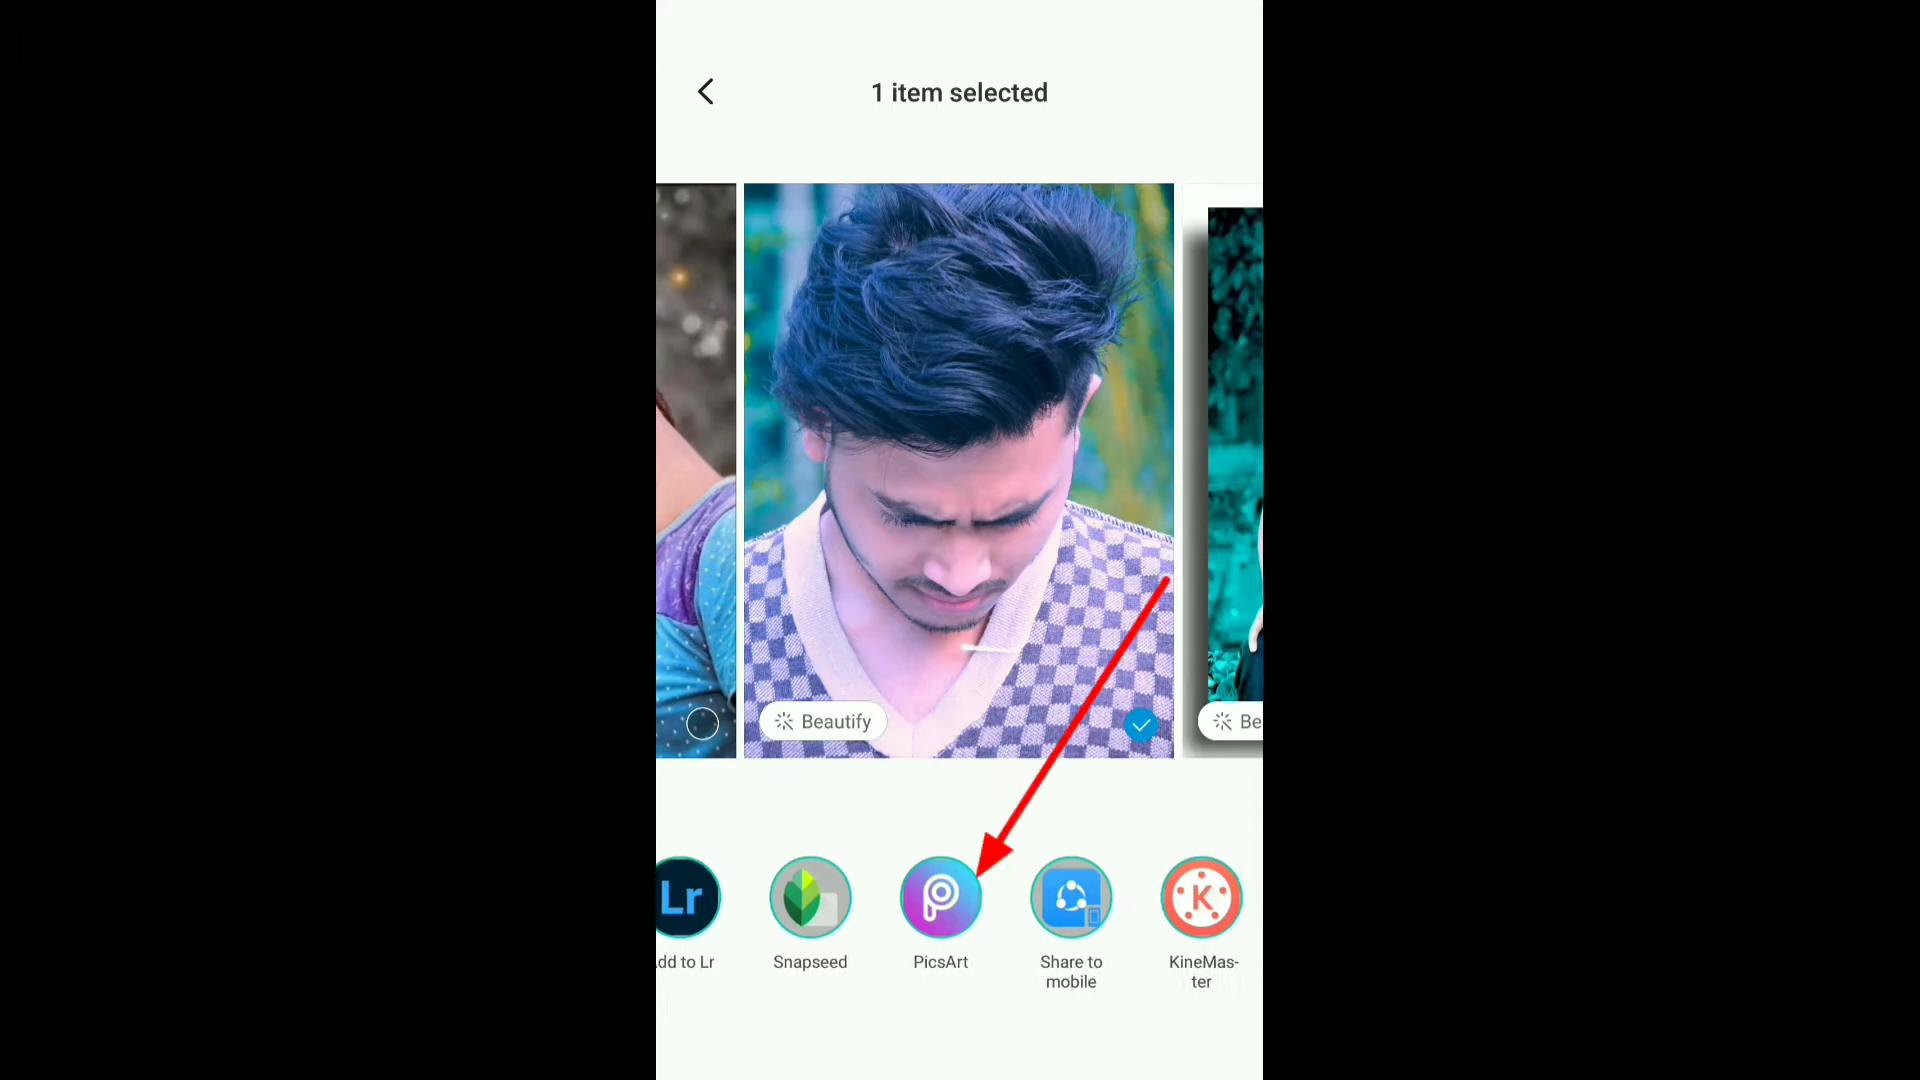 1 item selected
Beautify
Be
Lr
K
dd to Lr
Snapseed
PicsArt
Share to
mobile
KineMas-
ter